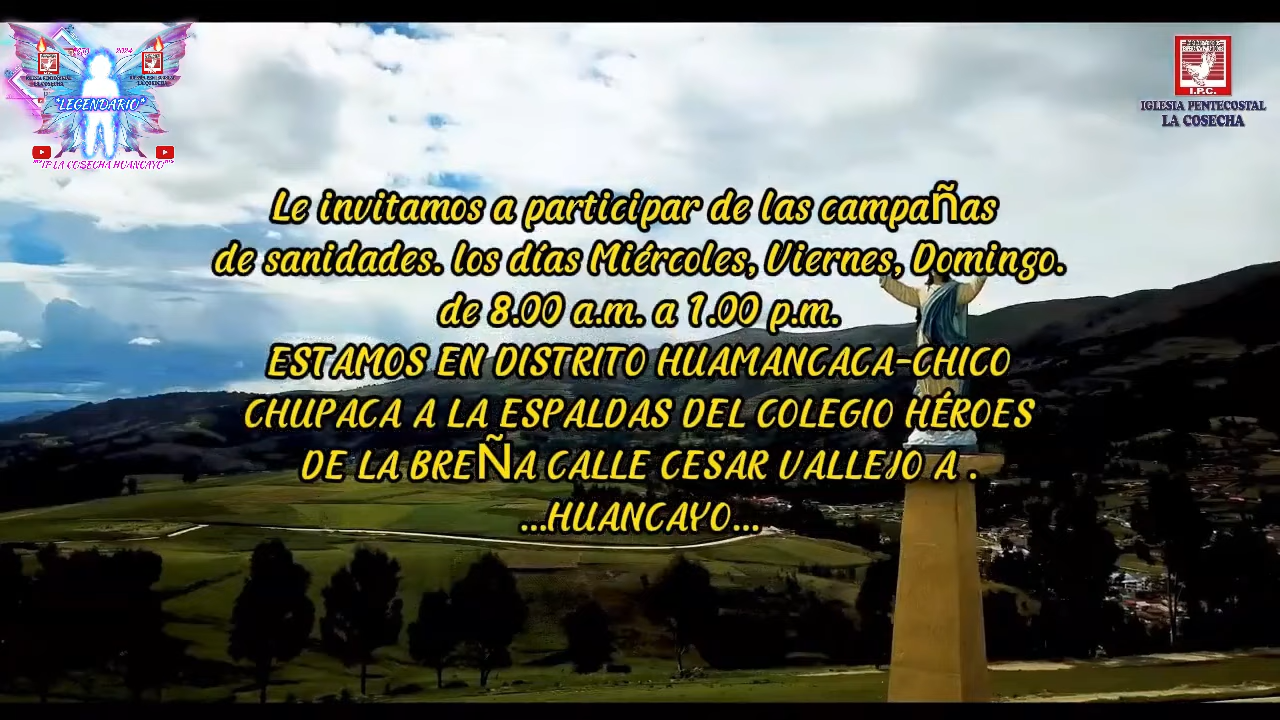 "LEGENDARIO"
"IP LA COSECHA HUANCAYO"
I.P.C.
IGLESIA PENTECOSTAL
LA COSECHA
Le invitamos a participar de las campañas
de sanidades. los días Miércoles, Viernes, Domingo.
de 8.00 a.m. a 1.00 p.m.
ESTAMOS EN DISTRITO HUAMANCACA-CHICO
CHUPACA A LA ESPALDAS DEL COLEGIO HÉROES
DE LA BREÑA CALLE CESAR VALLEJO A .
...HUANCAYO...